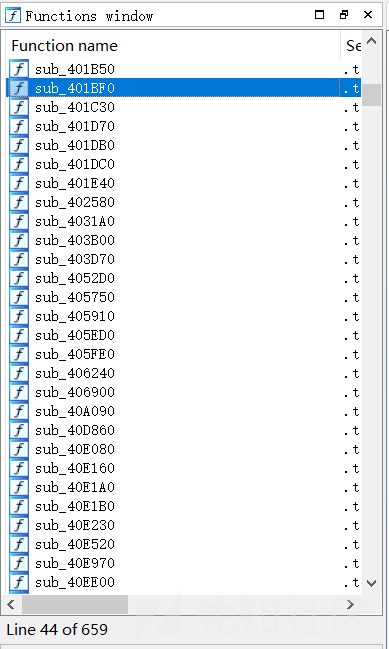 Functions window
Function name Se
sub_401B50 .t
sub_401BF0 .t
sub_401C30 .t
sub_401D70 .t
sub_401DB0 .t
sub_401DC0 .t
sub_401E40 .t
sub_402580 .t
sub_4031A0 .t
sub_403B00 .t
sub_403D70 .t
sub_4052D0 .t
sub_405750 .t
sub_405910 .t
sub_405ED0 .t
sub_405FE0 .t
sub_406240 .t
sub_406900 .t
sub_40A090 .t
sub_40D860 .t
sub_40E080 .t
sub_40E160 .t
sub_40E1A0 .t
sub_40E1B0 .t
sub_40E230 .t
sub_40E520 .t
sub_40E970 .t
sub_40EE00 .t
Line 44 of 659